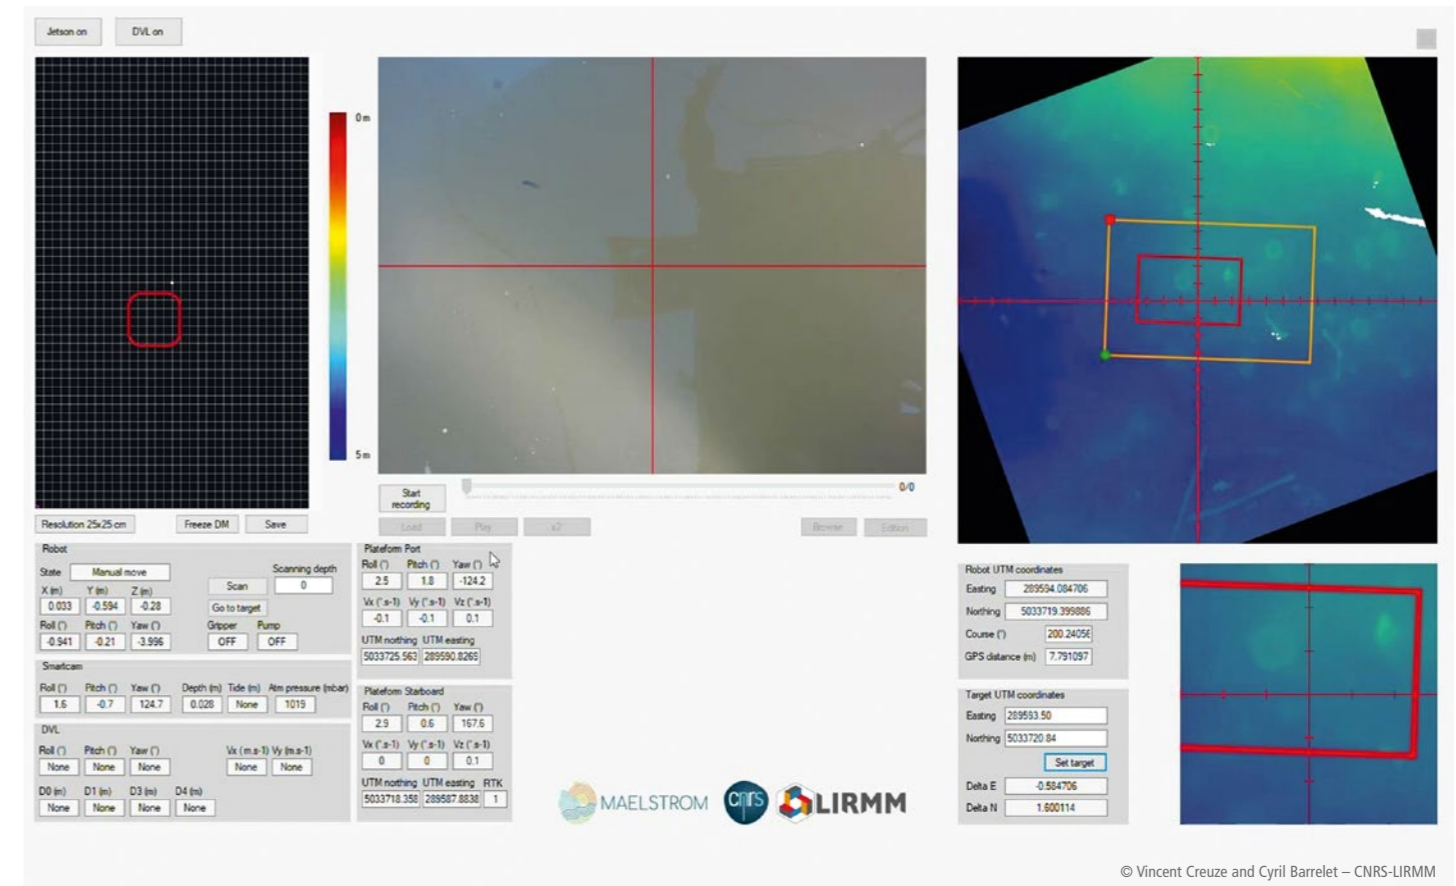 Jetson on
DVL on
0 m
5 m
Start recording
0/0
Load
Play
x2
Browse
Edition
Resolution 25x25 cm
Freeze DM
Save
Robot
State Manual move
Scanning depth
Scan 0
X (m) Y (m) Z (m)
0.033 -0.594 -0.28
Go to target
Roll (°) Pitch (°) Yaw (°)
Gripper Pump
-0.941 -0.21 -3.996
OFF OFF
Smartcam
Roll (°) Pitch (°) Yaw (°) Depth (m) Tide (m) Atm pressure (mbar)
1.6 -0.7 124.7 0.028 None 1019
DVL
Roll (°) Pitch (°) Yaw (°) Vx (m.s-1) Vy (m.s-1)
None None None None None
D0 (m) D1 (m) D3 (m) D4 (m)
None None None None
Plateform Port
Roll (°) Pitch (°) Yaw (°)
2.5 1.8 -124.2
Vx (°.s-1) Vy (°.s-1) Vz (°.s-1)
-0.1 -0.1 0.1
UTM northing UTM easting
5033725.563 289590.8269
Plateform Starboard
Roll (°) Pitch (°) Yaw (°)
2.9 0.6 167.6
Vx (°.s-1) Vy (°.s-1) Vz (°.s-1)
0 0 0.1
UTM northing UTM easting RTK
5033718.358 289587.8838 1
MAELSTROM
cnrs
LIRMM
Robot UTM coordinates
Easting 289594.084706
Northing 5033719.399886
Course (°) 200.24056
GPS distance (m) 7.791097
Target UTM coordinates
Easting 289593.50
Northing 5033720.84
Set target
Delta E -0.584706
Delta N 1.600114
© Vincent Creuze and Cyril Barrelet – CNRS-LIRMM